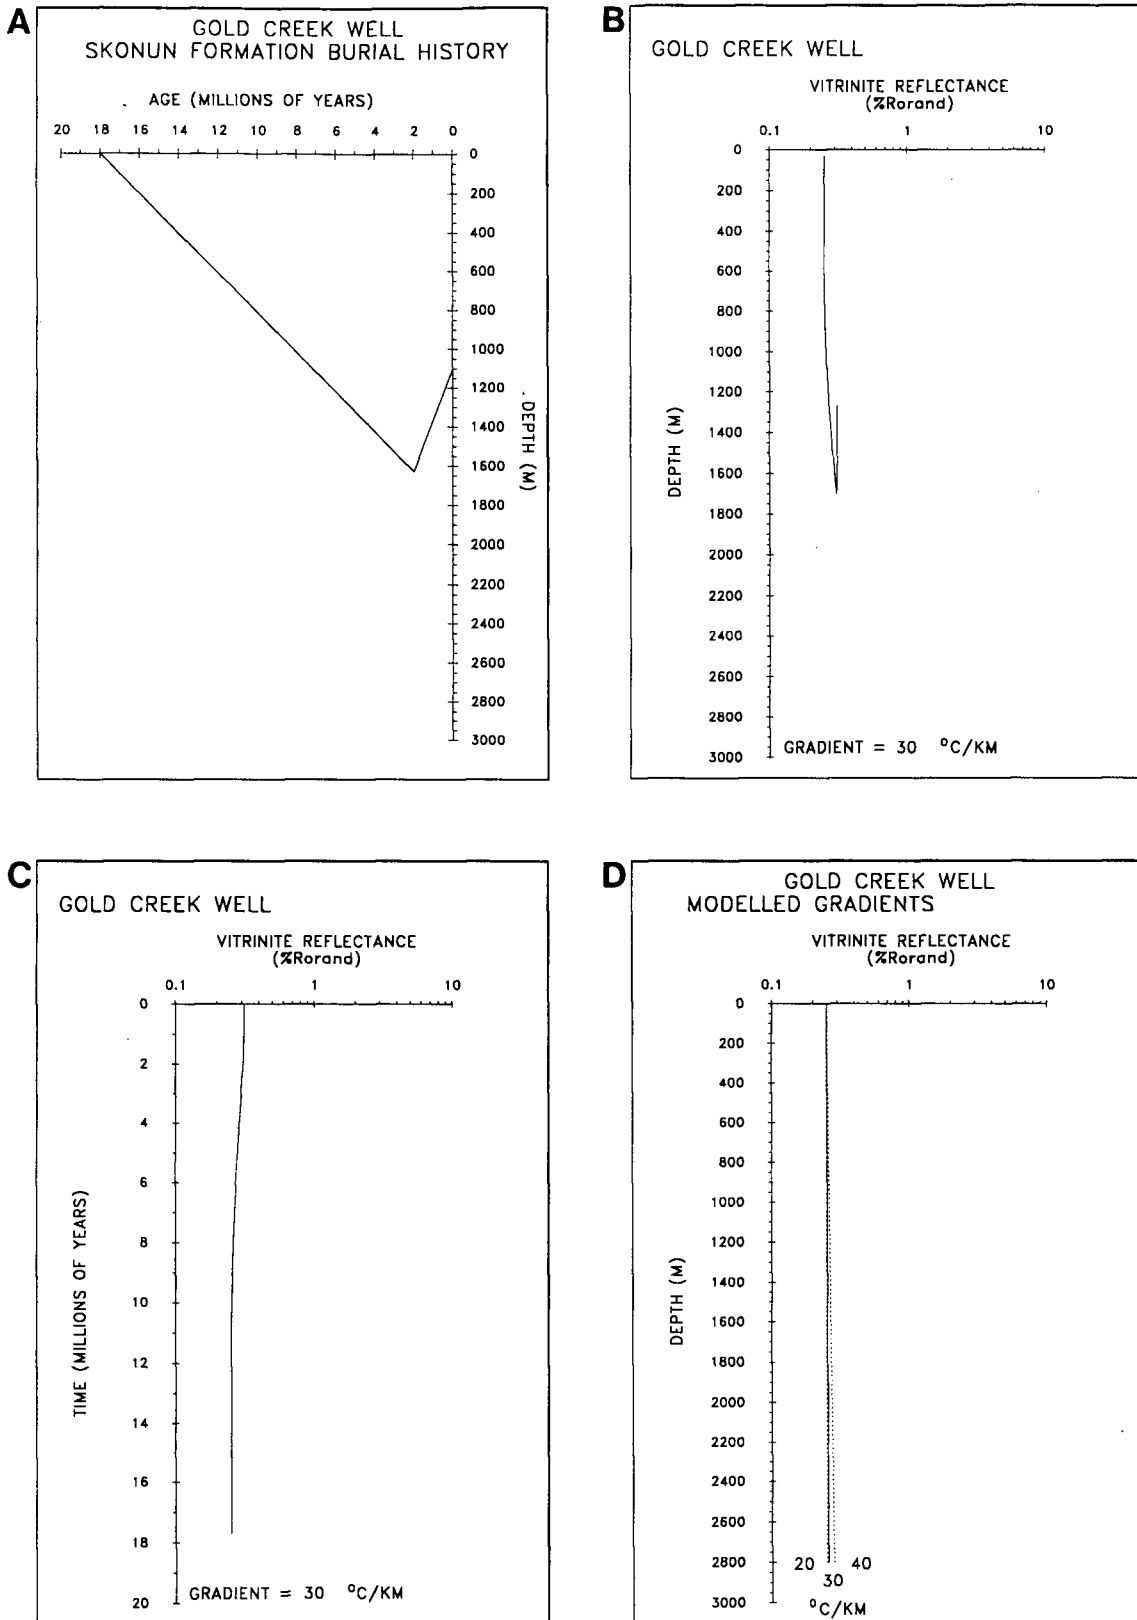 A
GOLD CREEK WELL
SKONUN FORMATION BURIAL HISTORY
AGE (MILLIONS OF YEARS)
20 18 16 14 12 10 8 6 4 2 0
0
200
400
600
800
1000
1200
1400
1600
1800
2000
2200
2400
2600
2800
3000
DEPTH (M)
B
GOLD CREEK WELL
VITRINITE REFLECTANCE
(%Rorand)
0.1 1 10
0
200
400
600
800
1000
1200
1400
1600
1800
2000
2200
2400
2600
2800
3000
DEPTH (M)
GRADIENT = 30 °C/KM
C
GOLD CREEK WELL
VITRINITE REFLECTANCE
(%Rorand)
0.1 1 10
0
2
4
6
8
10
12
14
16
18
20
TIME (MILLIONS OF YEARS)
GRADIENT = 30 °C/KM
D
GOLD CREEK WELL
MODELLED GRADIENTS
VITRINITE REFLECTANCE
(%Rorand)
0.1 1 10
0
200
400
600
800
1000
1200
1400
1600
1800
2000
2200
2400
2600
2800
3000
DEPTH (M)
20 40
30
°C/KM